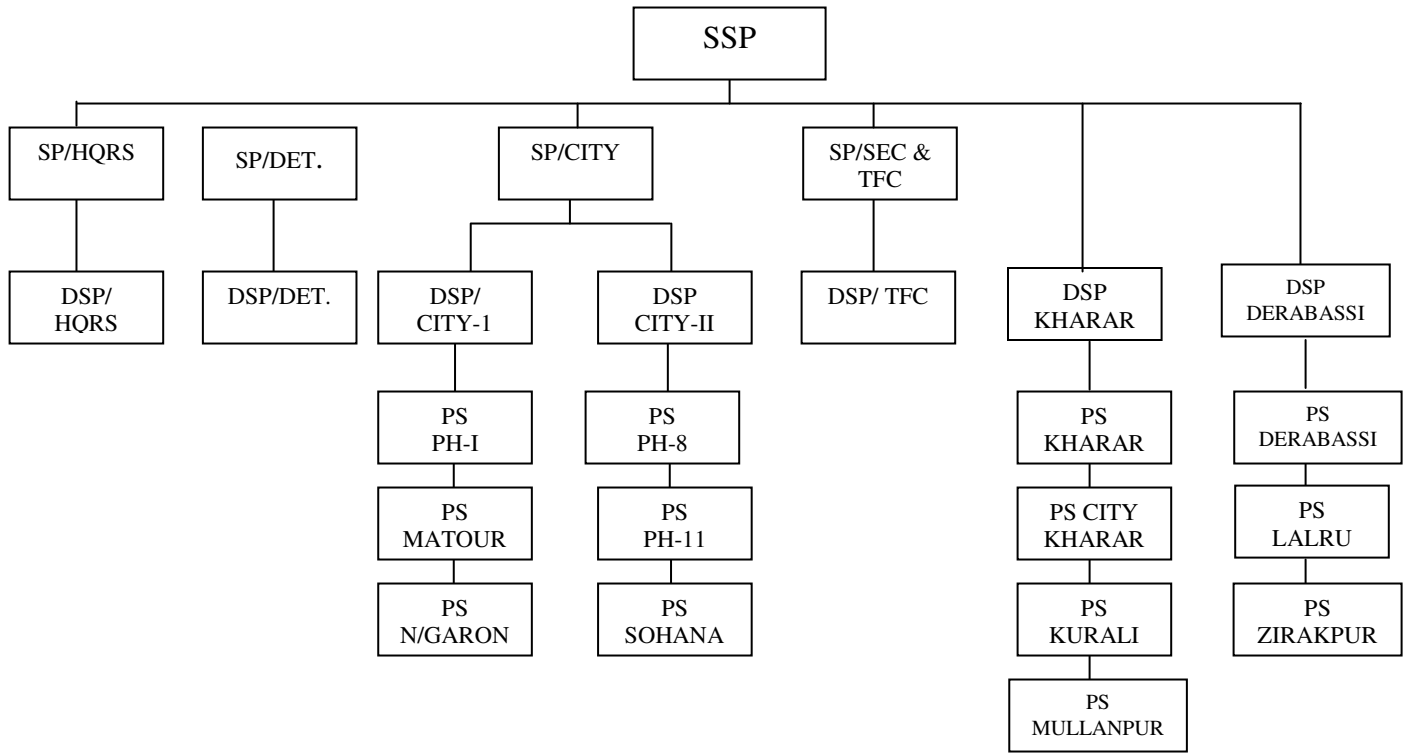 SSP
SP/HQRS
SP/DET.
SP/CITY
SP/SEC &
TFC
DSP/
HQRS
DSP/DET.
DSP/
CITY-1
DSP
CITY-II
DSP/ TFC
DSP
KHARAR
DSP
DERABASSI
PS
PH-I
PS
PH-8
PS
KHARAR
PS
DERABASSI
PS
MATOUR
PS
PH-11
PS CITY
KHARAR
PS
LALRU
PS
N/GARON
PS
SOHANA
PS
KURALI
PS
ZIRAKPUR
PS
MULLANPUR